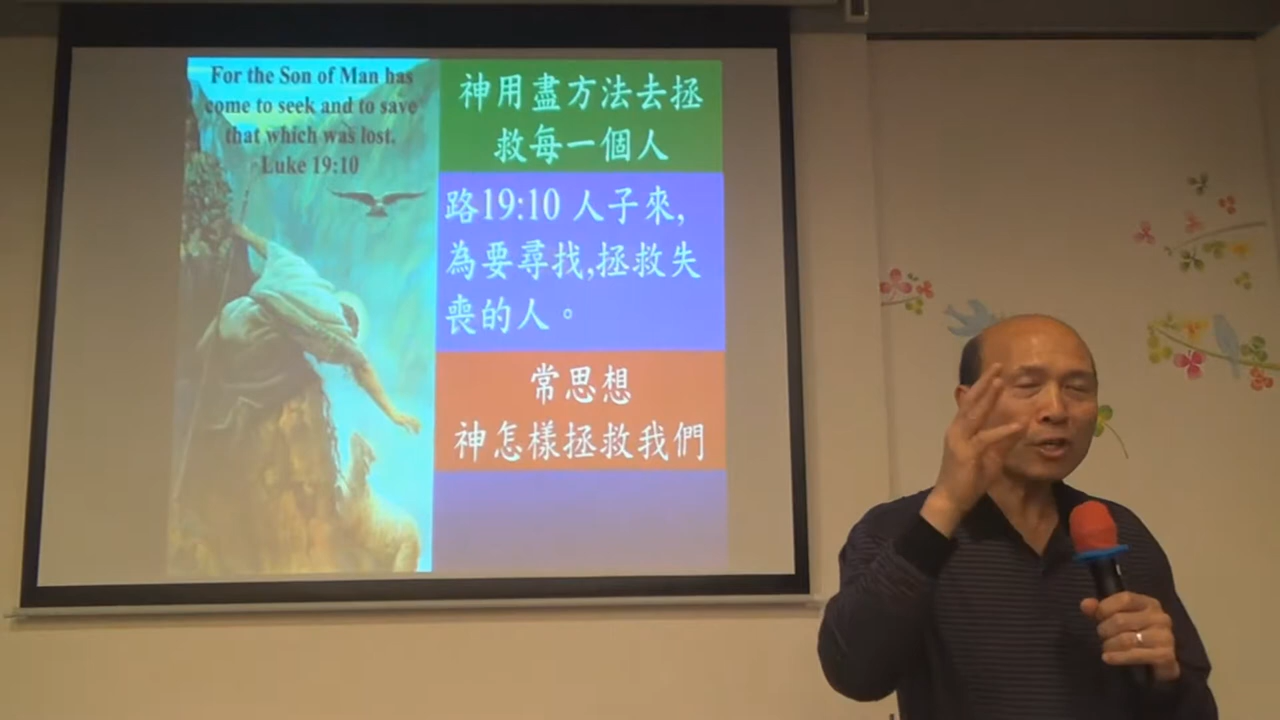 For the Son of Man has
come to seek and to save
that which was lost.
Luke 19:10
神用盡方法去拯
救每一個人
路19:10 人子來,
為要尋找,拯救失
喪的人。
常思想
神怎樣拯救我們